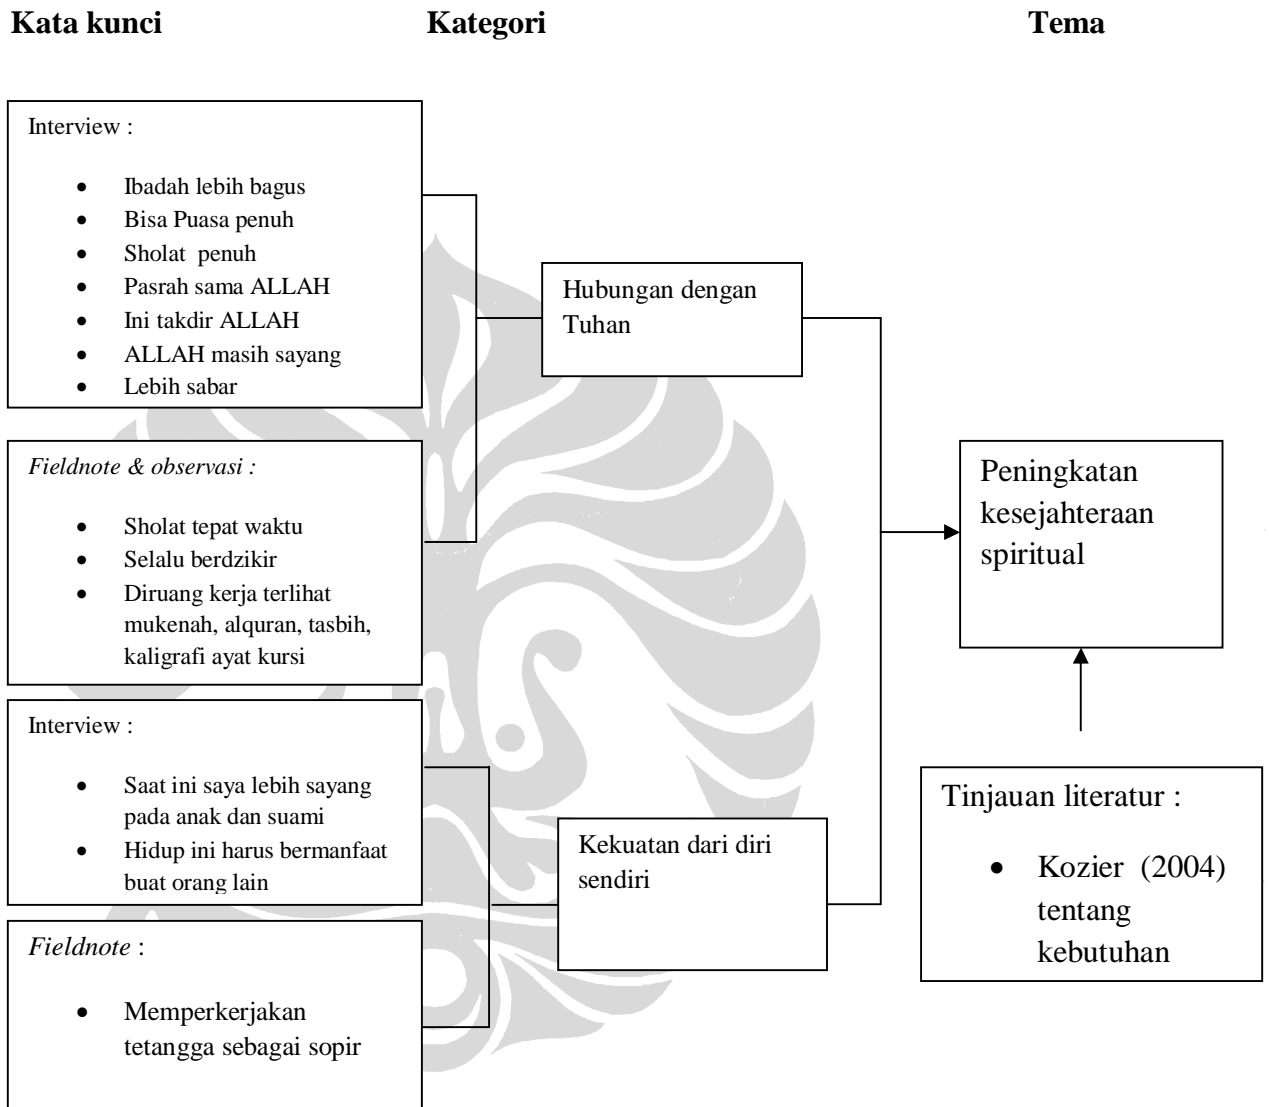 Kata kunci Kategori Tema
Interview :
• Ibadah lebih bagus
• Bisa Puasa penuh
• Sholat penuh
• Pasrah sama ALLAH
• Ini takdir ALLAH
• ALLAH masih sayang
• Lebih sabar
Hubungan dengan
Tuhan
Fieldnote & observasi :
• Sholat tepat waktu
• Selalu berdzikir
• Diruang kerja terlihat
mukenah, alquran, tasbih,
kaligrafi ayat kursi
Peningkatan
kesejahteraan
spiritual
Interview :
• Saat ini saya lebih sayang
pada anak dan suami
• Hidup ini harus bermanfaat
buat orang lain
Kekuatan dari diri
sendiri
Tinjauan literatur :
• Kozier (2004)
tentang
kebutuhan
Fieldnote :
• Memperkerjakan
tetangga sebagai sopir